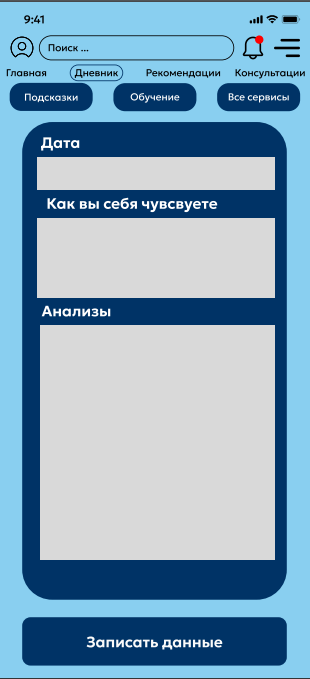 9:41
Поиск ...
Главная Дневник Рекомендации Консультации
Подсказки Обучение Все сервисы
Дата
Как вы себя чувсвуете
Анализы
Записать данные